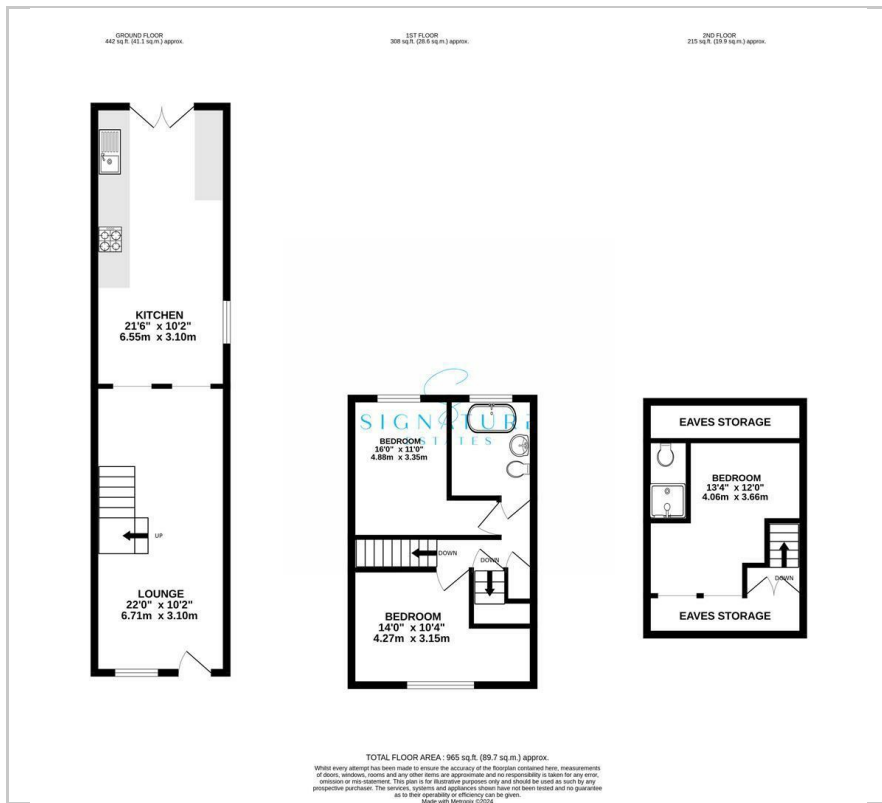 GROUND FLOOR
442 sq.ft. (41.1 sq.m.) approx.
1ST FLOOR
308 sq.ft. (28.6 sq.m.) approx.
2ND FLOOR
215 sq.ft. (19.9 sq.m.) approx.
KITCHEN
21'6" x 10'2"
6.55m x 3.10m
UP
LOUNGE
22'0" x 10'2"
6.71m x 3.10m
SIGNATURE
ESTATES
BEDROOM
16'0" x 11'0"
4.88m x 3.35m
DOWN
DOWN
BEDROOM
14'0" x 10'4"
4.27m x 3.15m
EAVES STORAGE
BEDROOM
13'4" x 12'0"
4.06m x 3.66m
DOWN
EAVES STORAGE
TOTAL FLOOR AREA : 965 sq.ft. (89.7 sq.m.) approx.
Whilst every attempt has been made to ensure the accuracy of the floorplan contained here, measurements
of doors, windows, rooms and any other items are approximate and no responsibility is taken for any error,
omission or mis-statement. This plan is for illustrative purposes only and should be used as such by any
prospective purchaser. The services, systems and appliances shown have not been tested and no guarantee
as to their operability or efficiency can be given.
Made with Metropix ©2024